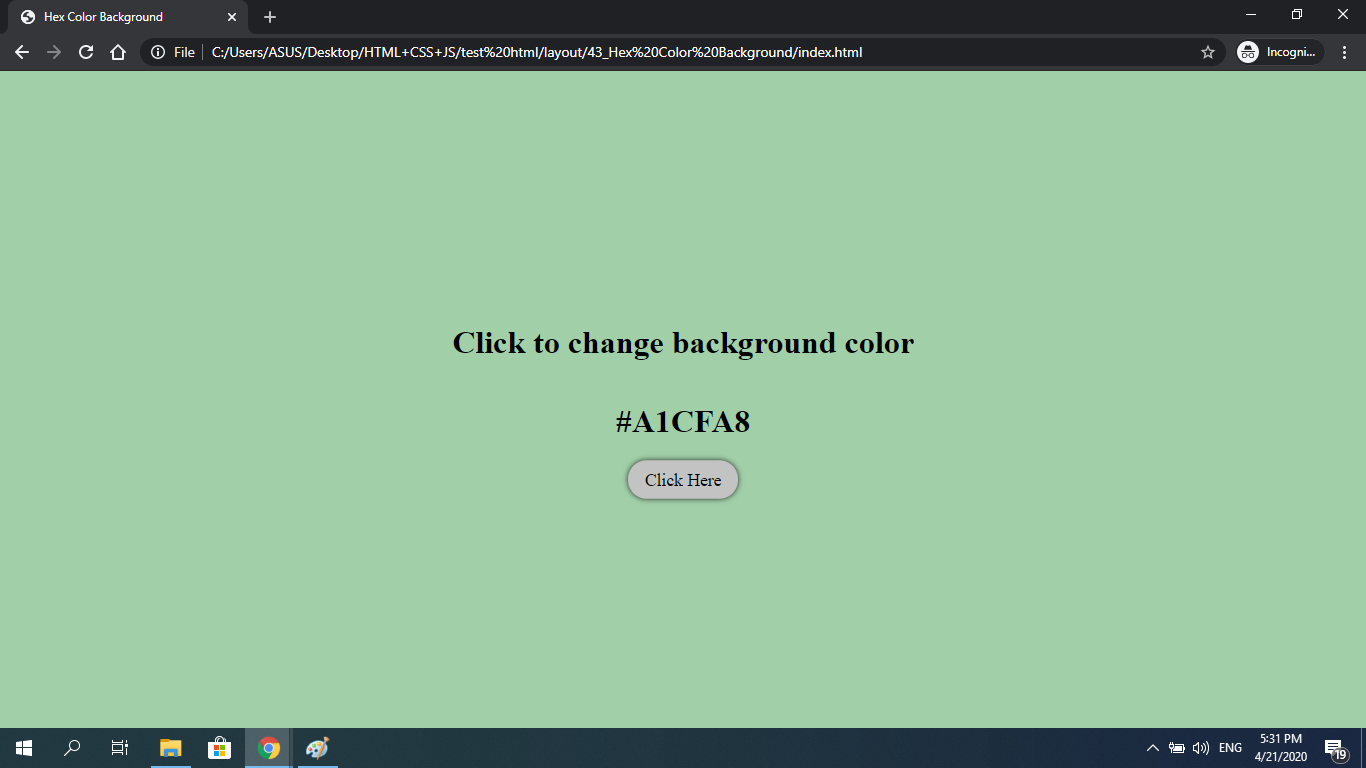 Hex Color Background
File
C:/Users/ASUS/Desktop/HTML+CSS+JS/test%20html/layout/43_Hex%20Color%20Background/index.html
Incogni...
Click to change background color
#A1CFA8
Click Here
ENG
5:31 PM
4/21/2020
19